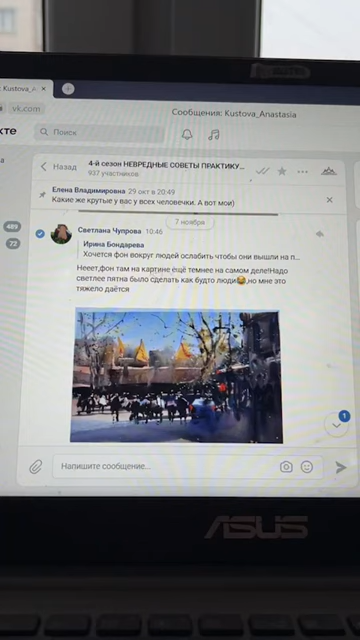 Kustova_A
vk.com
Сообщения: Kustova_Anastasia
кте
Поиск
Назад
4-й сезон НЕВРЕДНЫЕ СОВЕТЫ ПРАКТИКУ...
937 участников
Елена Владимировна 29 окт в 20:49
Какие же крутые у вас у всех человечки. А вот мои)
7 ноября
489
72
Светлана Чупрова 10:46
Ирина Бондарева
Хочется фон вокруг людей ослабить чтобы они вышли на п...
Нееет,фон там на картине ещё темнее на самом деле!Надо
светлее пятна было сделать как будто люди😂,но мне это
тяжело даётся
1
Напишите сообщение...
ASUS